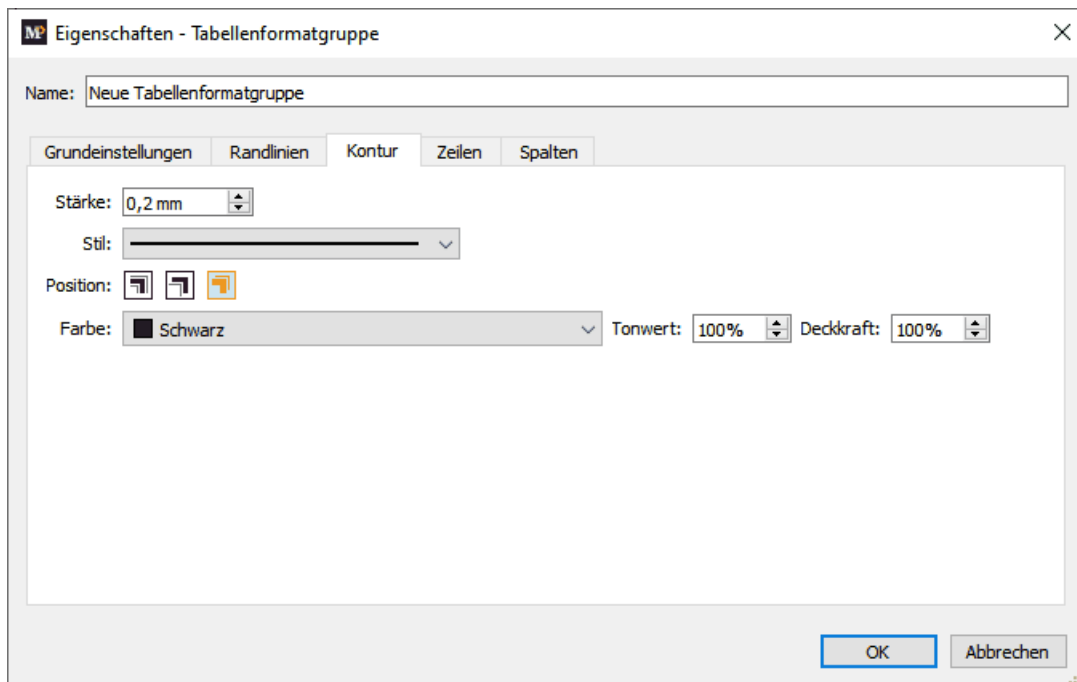 MP Eigenschaften - Tabellenformatgruppe
Name: Neue Tabellenformatgruppe
Grundeinstellungen Randlinien Kontur Zeilen Spalten
Stärke: 0,2 mm
Stil:
Position:
Farbe: Schwarz Tonwert: 100% Deckkraft: 100%
OK Abbrechen